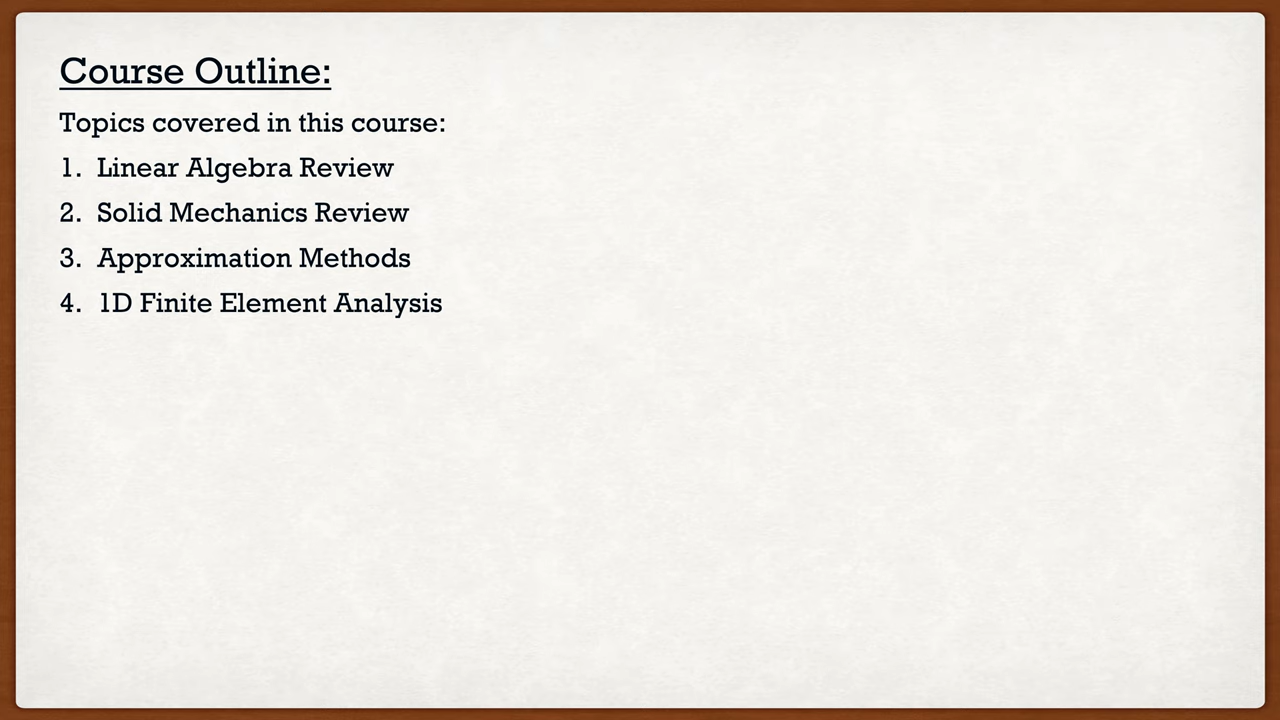 Course Outline:
Topics covered in this course:
1. Linear Algebra Review
2. Solid Mechanics Review
3. Approximation Methods
4. 1D Finite Element Analysis